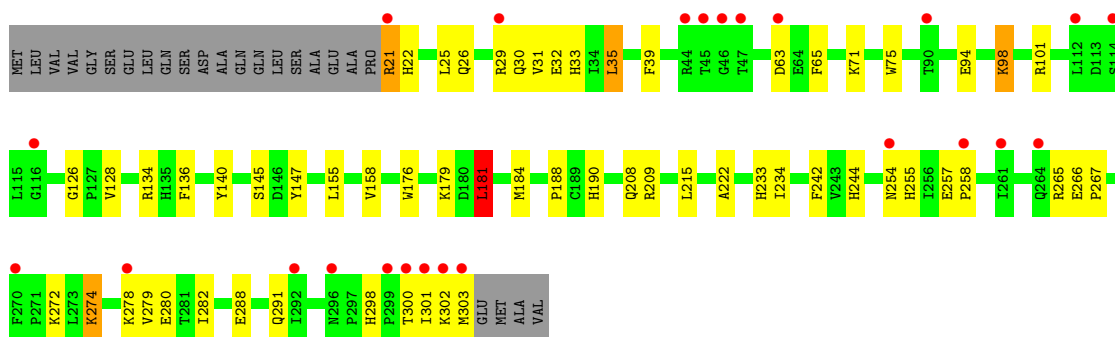 MET LEU VAL VAL GLY SER GLU LEU GLN SER ASP ALA GLN GLN LEU SER ALA GLU ALA PRO R21 H22 L25 Q26 R29 Q30 V31 E32 H33 I34 L35 F39 R44 T45 G46 T47 D63 E64 F65 K71 W75 T90 E94 K98 R101 L112 D113 S114
L115 G116 G126 P127 V128 R134 H135 F136 Y140 S145 D146 Y147 L155 V158 W176 K179 D180 L181 M184 P188 C189 H190 Q208 R209 L215 A222 H233 I234 F242 V243 H244 N254 H255 I256 E257 P258 I261 Q264 R265 E266 P267
F270 P271 K272 L273 K274 K278 V279 E280 T281 I282 E288 Q291 I292 N296 P297 H298 P299 T300 I301 K302 M303 GLU MET ALA VAL